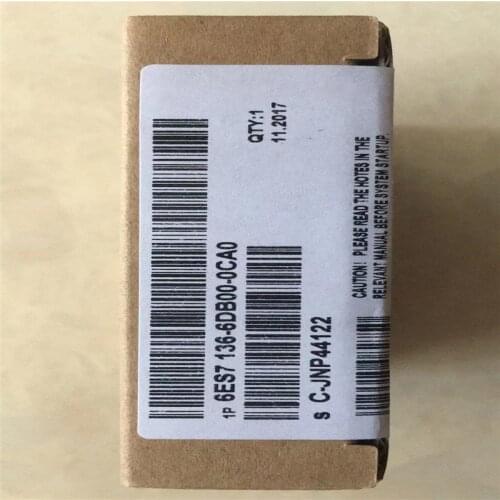 1P 6ES7 136-6DB00-0CA0
QTY:1
11.2017
S C-JNP44122
CAUTION ! PLEASE READ THE NOTES IN THE
RELEVANT MANUAL BEFORE SYSTEM STARTUP.